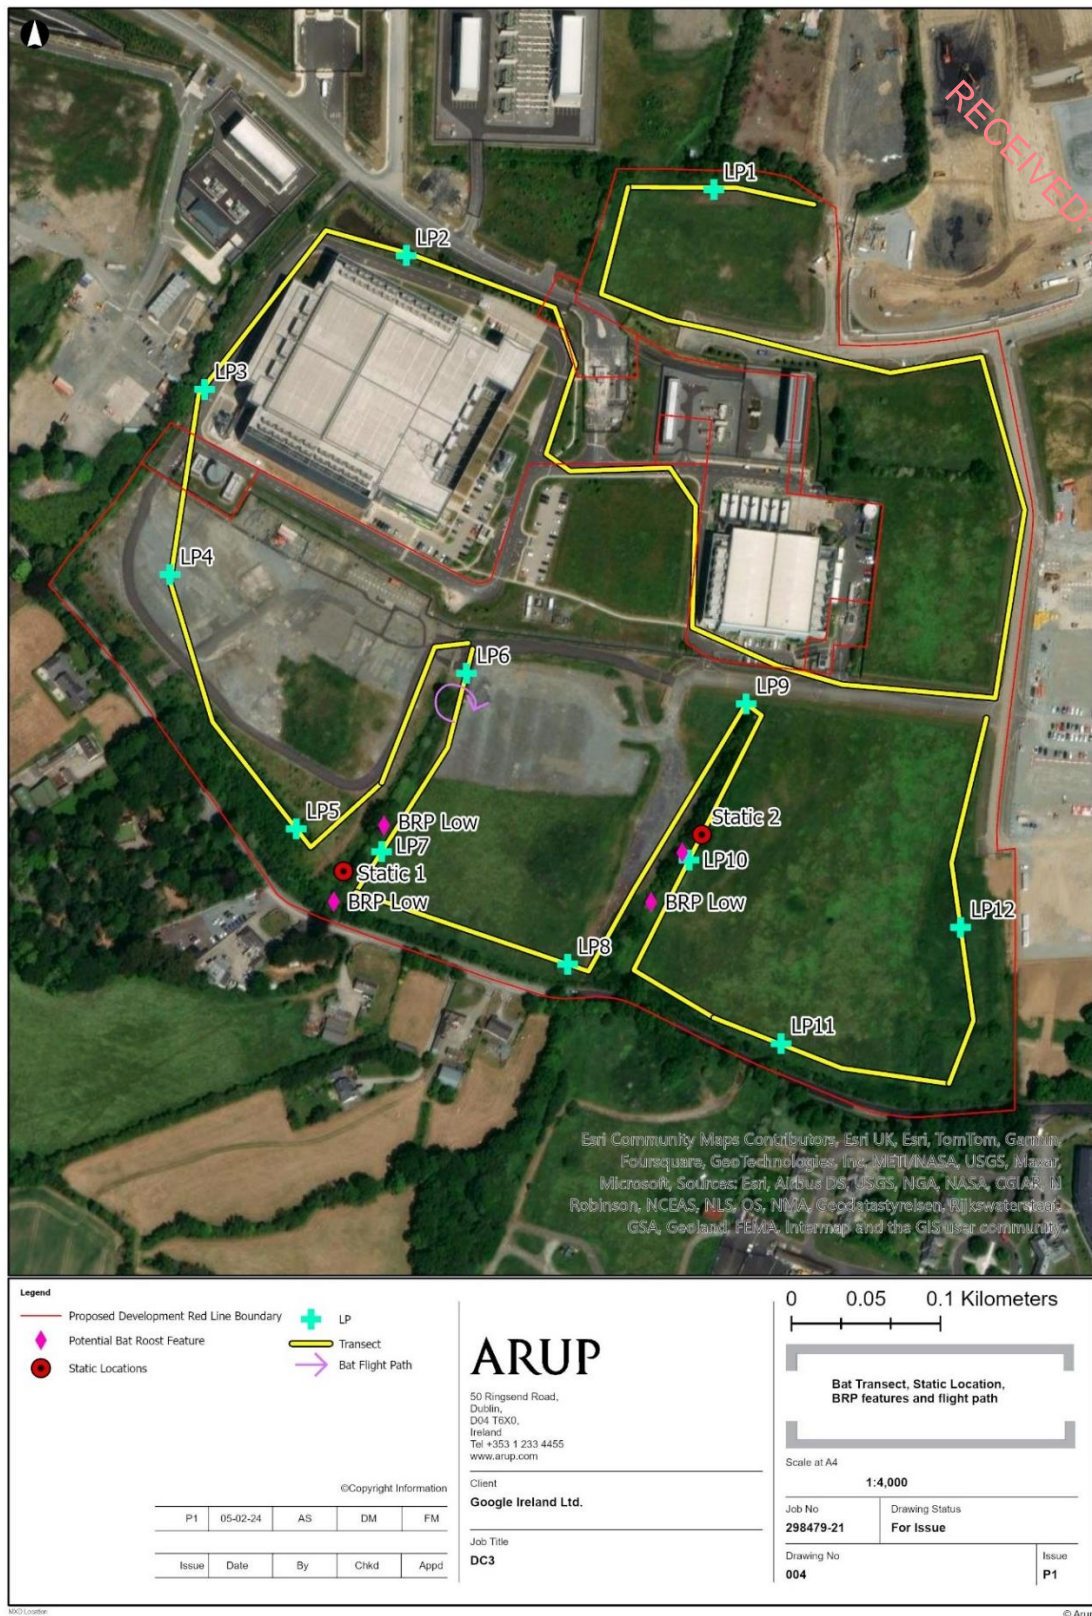 RECEIVED:
LP1
LP2
LP3
LP4
LP6
LP9
LP5
BRP Low
Static 2
LP7
LP10
Static 1
BRP Low
BRP Low
LP12
LP8
LP11
Esri Community Maps Contributors, Esri UK, Esri, TomTom, Garmin,
Foursquare, GeoTechnologies, Inc, METI/NASA, USGS, Maxar,
Microsoft, Sources: Esri, Airbus DS, USGS, NGA, NASA, CGIAR, N
Robinson, NCEAS, NLS, OS, NMA, Geodatastyrelsen, Rijkswaterstaat,
GSA, Geoland, FEMA, Intermap and the GIS user community.
Legend
Proposed Development Red Line Boundary
Potential Bat Roost Feature
Static Locations
LP
Transect
Bat Flight Path
©Copyright Information
P1 05-02-24 AS DM FM
Issue Date By Chkd Appd
ARUP
50 Ringsend Road,
Dublin,
D04 T6X0,
Ireland
Tel +353 1 233 4455
www.arup.com
Client
Google Ireland Ltd.
Job Title
DC3
0 0.05 0.1 Kilometers
Bat Transect, Static Location,
BRP features and flight path
Scale at A4
1:4,000
Job No
298479-21
Drawing Status
For Issue
Drawing No
004
Issue
P1
MXD Location
© Arup